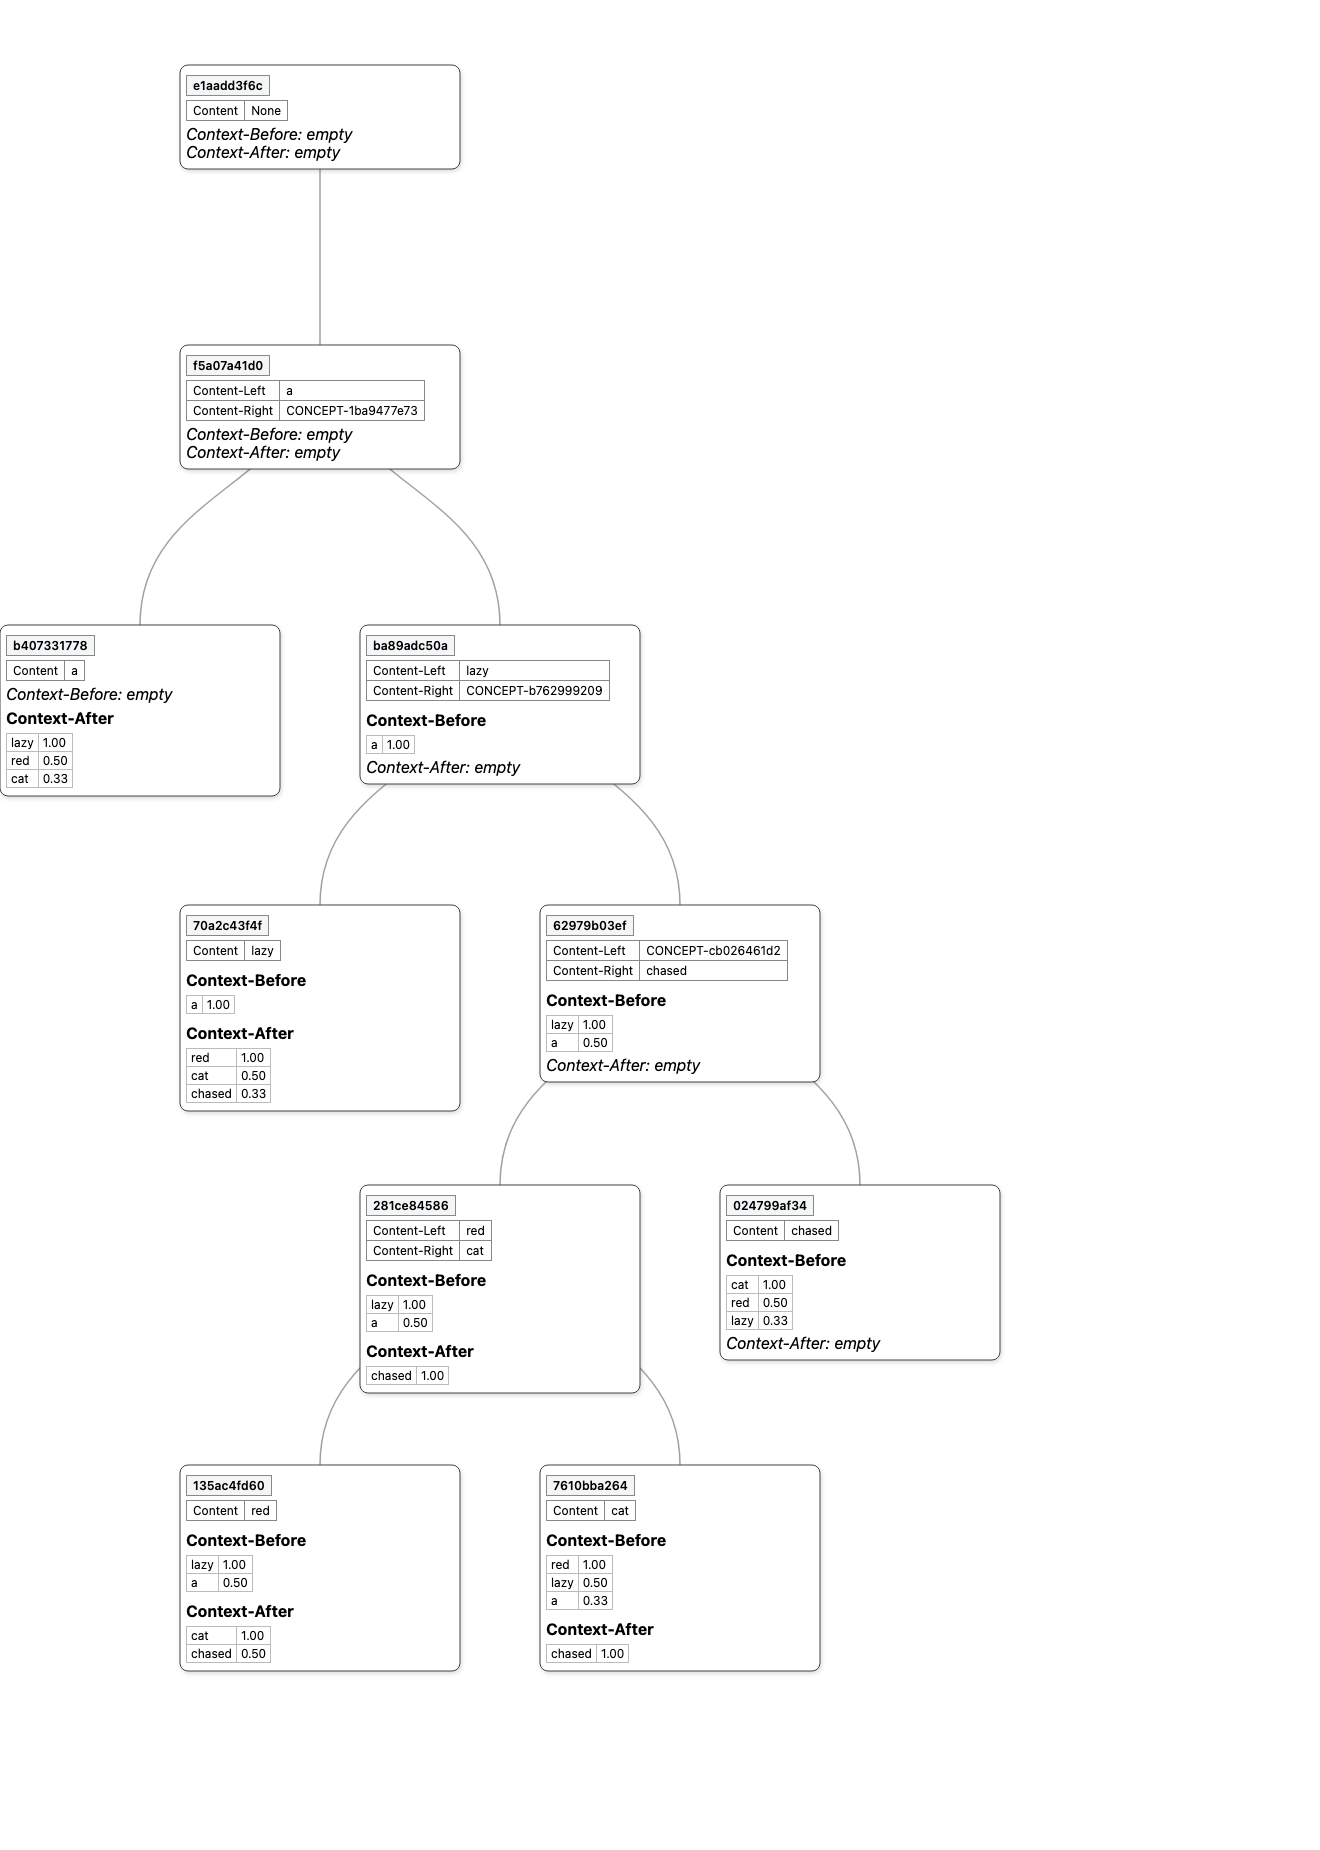 e1aadd3f6c
Content None
Context-Before: empty
Context-After: empty
f5a07a41d0
Content-Left a
Content-Right CONCEPT-1ba9477e73
Context-Before: empty
Context-After: empty
b407331778
Content a
Context-Before: empty
Context-After
lazy 1.00
red 0.50
cat 0.33
ba89adc50a
Content-Left lazy
Content-Right CONCEPT-b762999209
Context-Before
a 1.00
Context-After: empty
70a2c43f4f
Content lazy
Context-Before
a 1.00
Context-After
red 1.00
cat 0.50
chased 0.33
62979b03ef
Content-Left CONCEPT-cb026461d2
Content-Right chased
Context-Before
lazy 1.00
a 0.50
Context-After: empty
281ce84586
Content-Left red
Content-Right cat
Context-Before
lazy 1.00
a 0.50
Context-After
chased 1.00
024799af34
Content chased
Context-Before
cat 1.00
red 0.50
lazy 0.33
Context-After: empty
135ac4fd60
Content red
Context-Before
lazy 1.00
a 0.50
Context-After
cat 1.00
chased 0.50
7610bba264
Content cat
Context-Before
red 1.00
lazy 0.50
a 0.33
Context-After
chased 1.00